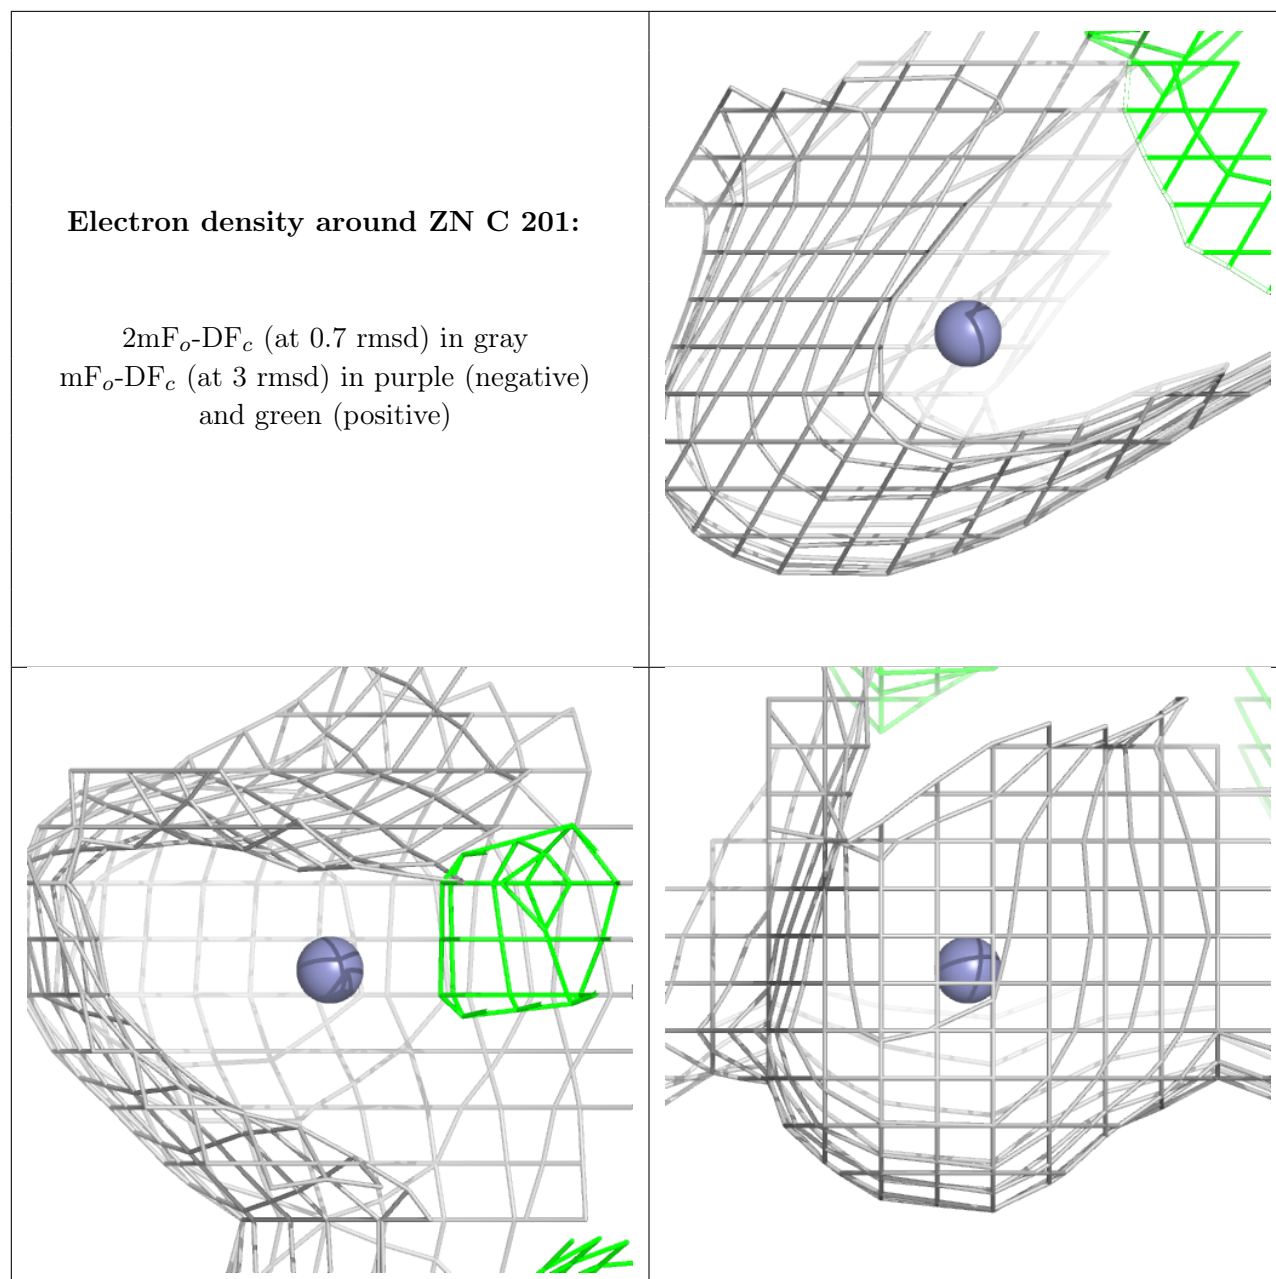 Electron density around ZN C 201:
2mFo-DFc (at 0.7 rmsd) in gray
mFo-DFc (at 3 rmsd) in purple (negative)
and green (positive)